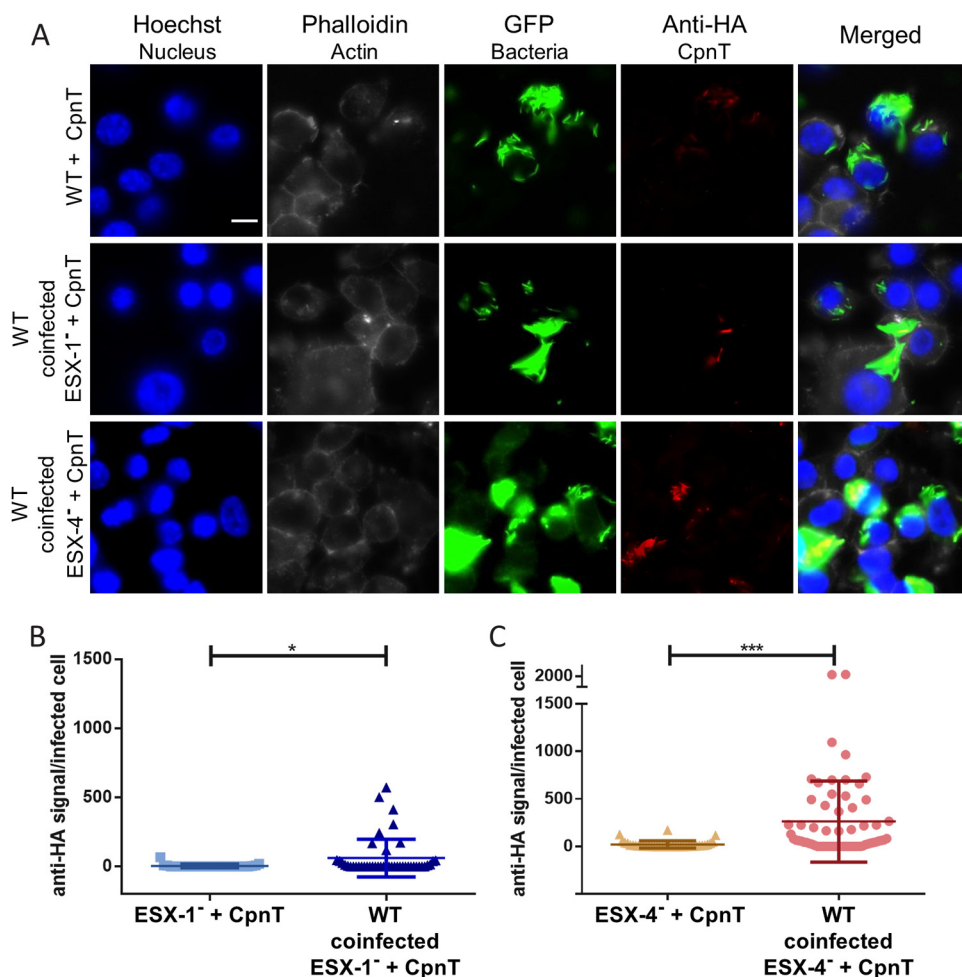 A
Hoechst Phalloidin GFP Anti-HA Merged
Nucleus Actin Bacteria CpnT
WT + CpnT
WT
coinfected
ESX-1⁻ + CpnT
WT
coinfected
ESX-4⁻ + CpnT
B
anti-HA signal/infected cell
1500
1000
500
0
*
ESX-1⁻ + CpnT
WT
coinfected
ESX-1⁻ + CpnT
C
anti-HA signal/infected cell
2000
1500
1000
500
0
***
ESX-4⁻ + CpnT
WT
coinfected
ESX-4⁻ + CpnT